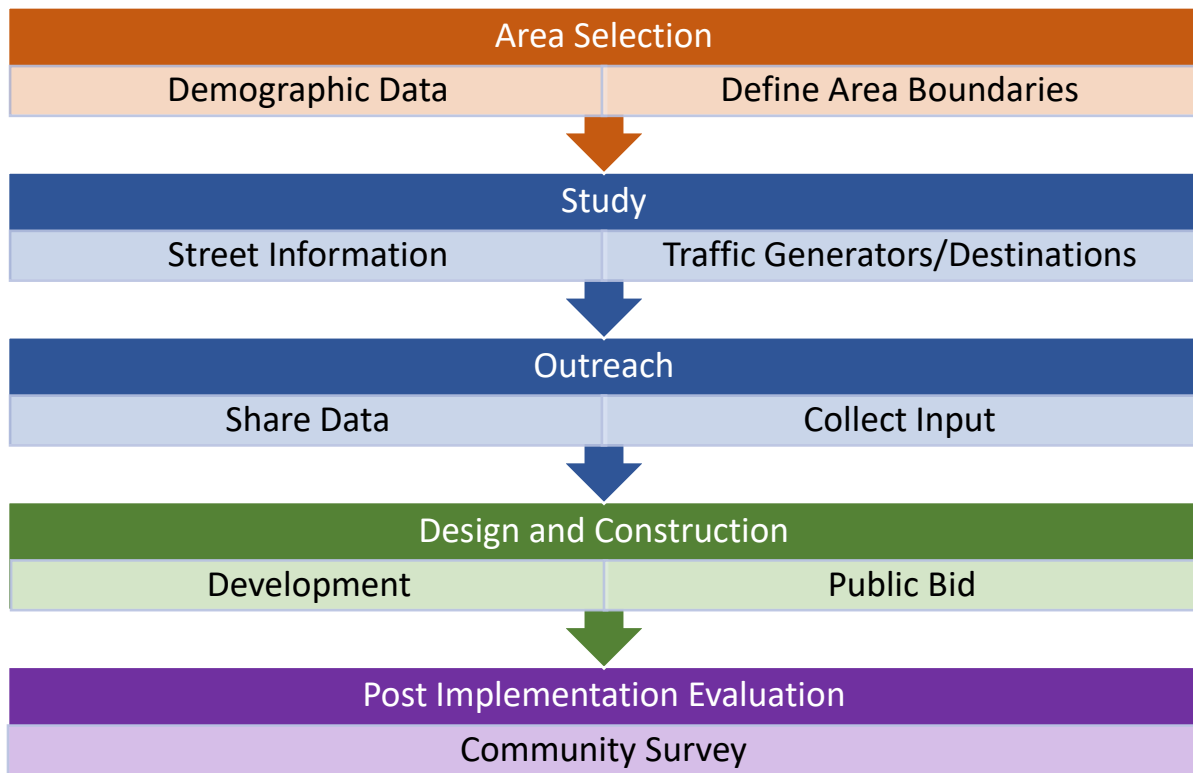 Area Selection
Demographic Data
Define Area Boundaries
Study
Street Information
Traffic Generators/Destinations
Outreach
Share Data
Collect Input
Design and Construction
Development
Public Bid
Post Implementation Evaluation
Community Survey